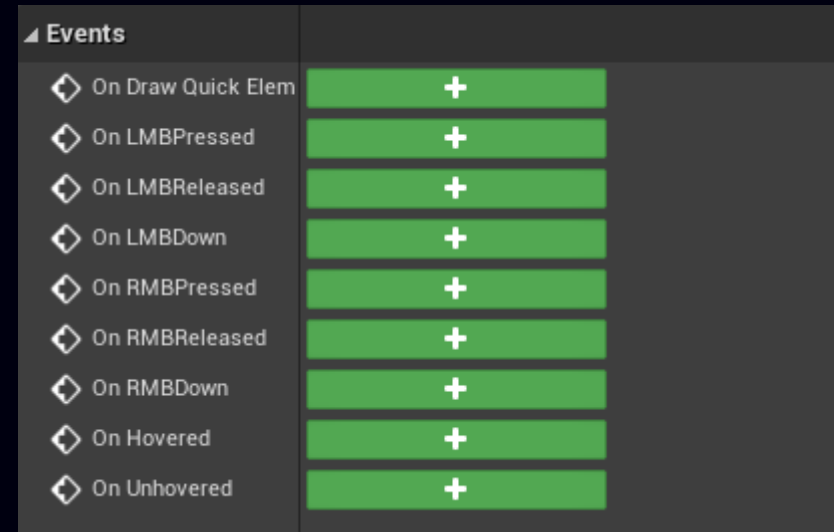 Events
On Draw Quick Elem
On LMBPressed
On LMBReleased
On LMBDown
On RMBPressed
On RMBReleased
On RMBDown
On Hovered
On Unhovered